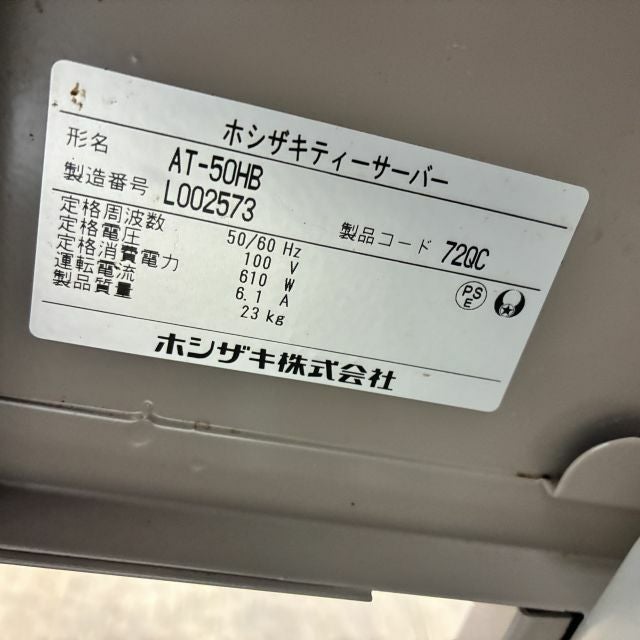 ホシザキティーサーバー
形名 AT-50HB
製造番号 L002573 製品コード 72QC
定格周波数 50/60 Hz
定格電圧 100 V
定格消費電力 610 W
運転電流 6.1 A
製品質量 23 kg
PS
E
ホシザキ株式会社